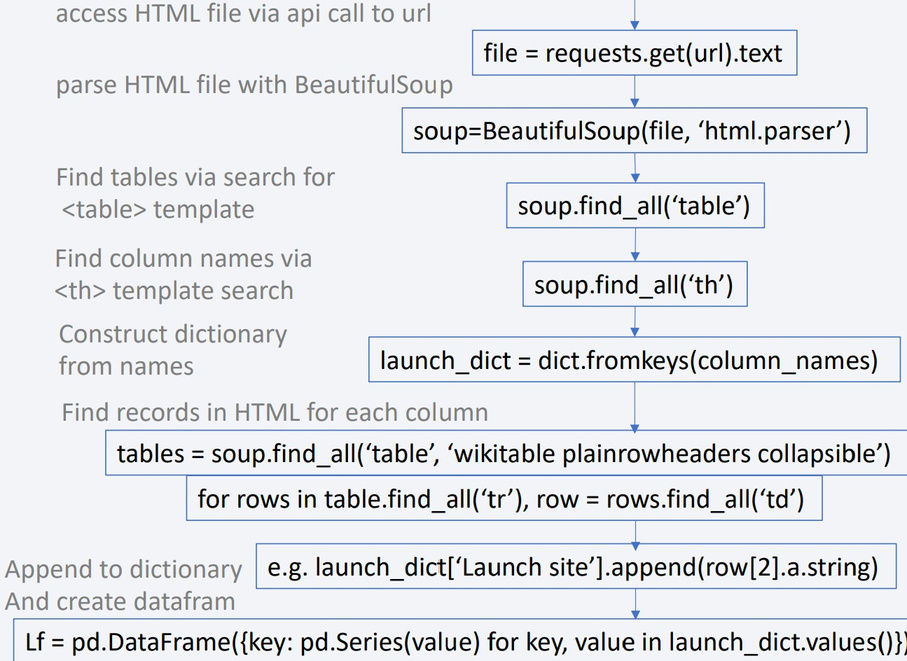 access HTML file via api call to url
file = requests.get(url).text
parse HTML file with BeautifulSoup
soup=BeautifulSoup(file, ‘html.parser’)
Find tables via search for
<table> template
soup.find_all(‘table’)
Find column names via
<th> template search
soup.find_all(‘th’)
Construct dictionary
from names
launch_dict = dict.fromkeys(column_names)
Find records in HTML for each column
tables = soup.find_all(‘table’, ‘wikitable plainrowheaders collapsible’)
for rows in table.find_all(‘tr’), row = rows.find_all(‘td’)
e.g. launch_dict[‘Launch site’].append(row[2].a.string)
Append to dictionary
And create datafram
Lf = pd.DataFrame({key: pd.Series(value) for key, value in launch_dict.values()})